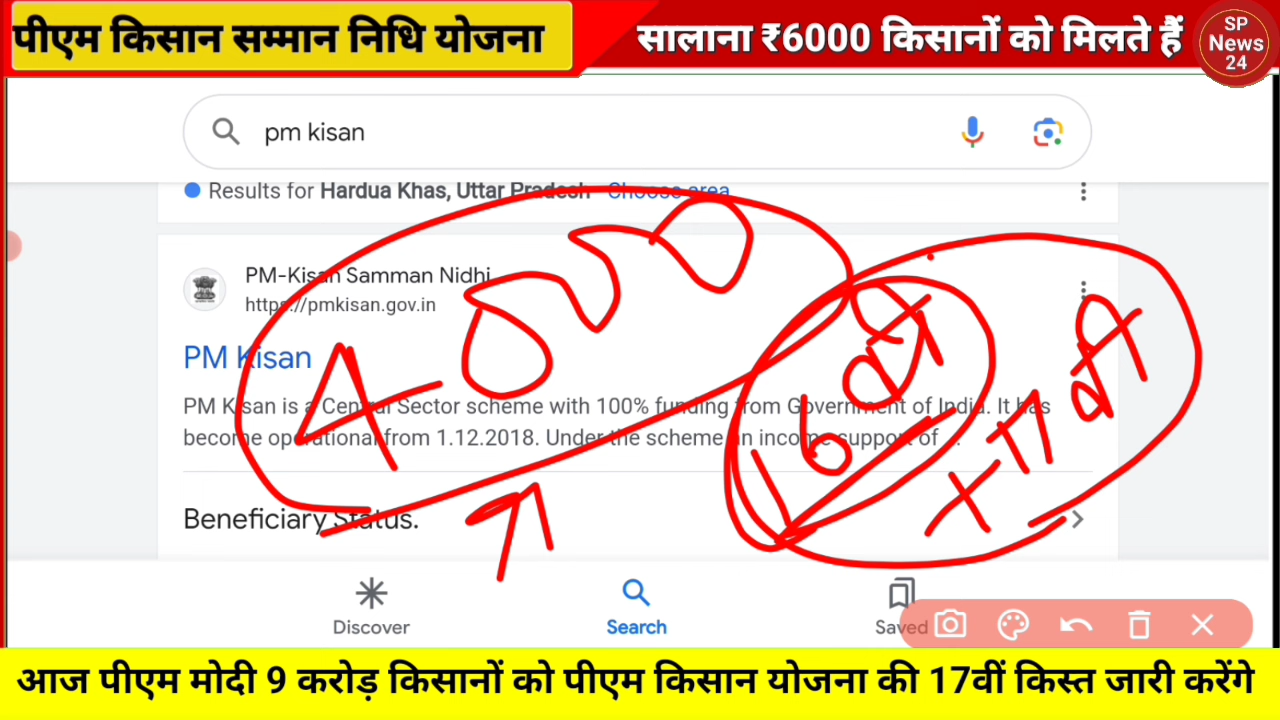 पीएम किसान सम्मान निधि योजना
सालाना ₹6000 किसानों को मिलते हैं
SP
News
24
pm kisan
Results for Hardua Khas, Uttar Pradesh Choose area
PM-Kisan Samman Nidhi
https://pmkisan.gov.in
PM Kisan
PM Kisan is a Central Sector scheme with 100% funding from Government of India. It has
become operational from 1.12.2018. Under the scheme an income support of ...
Beneficiary Status.
4000
16वीं
+17वीं
Discover
Search
Saved
आज पीएम मोदी 9 करोड़ किसानों को पीएम किसान योजना की 17वीं किस्त जारी करेंगे